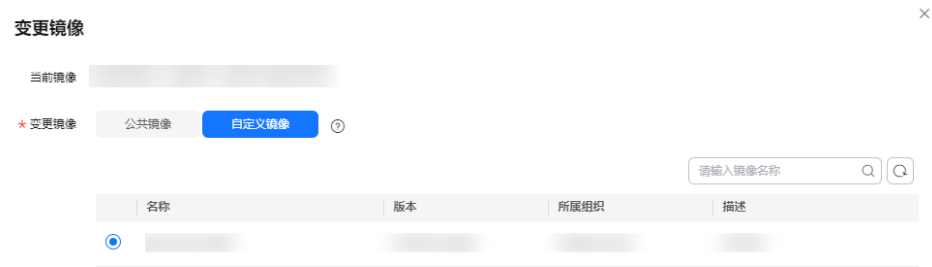 变更镜像
当前镜像
* 变更镜像 公共镜像 自定义镜像 ?
请输入镜像名称
名称 版本 所属组织 描述